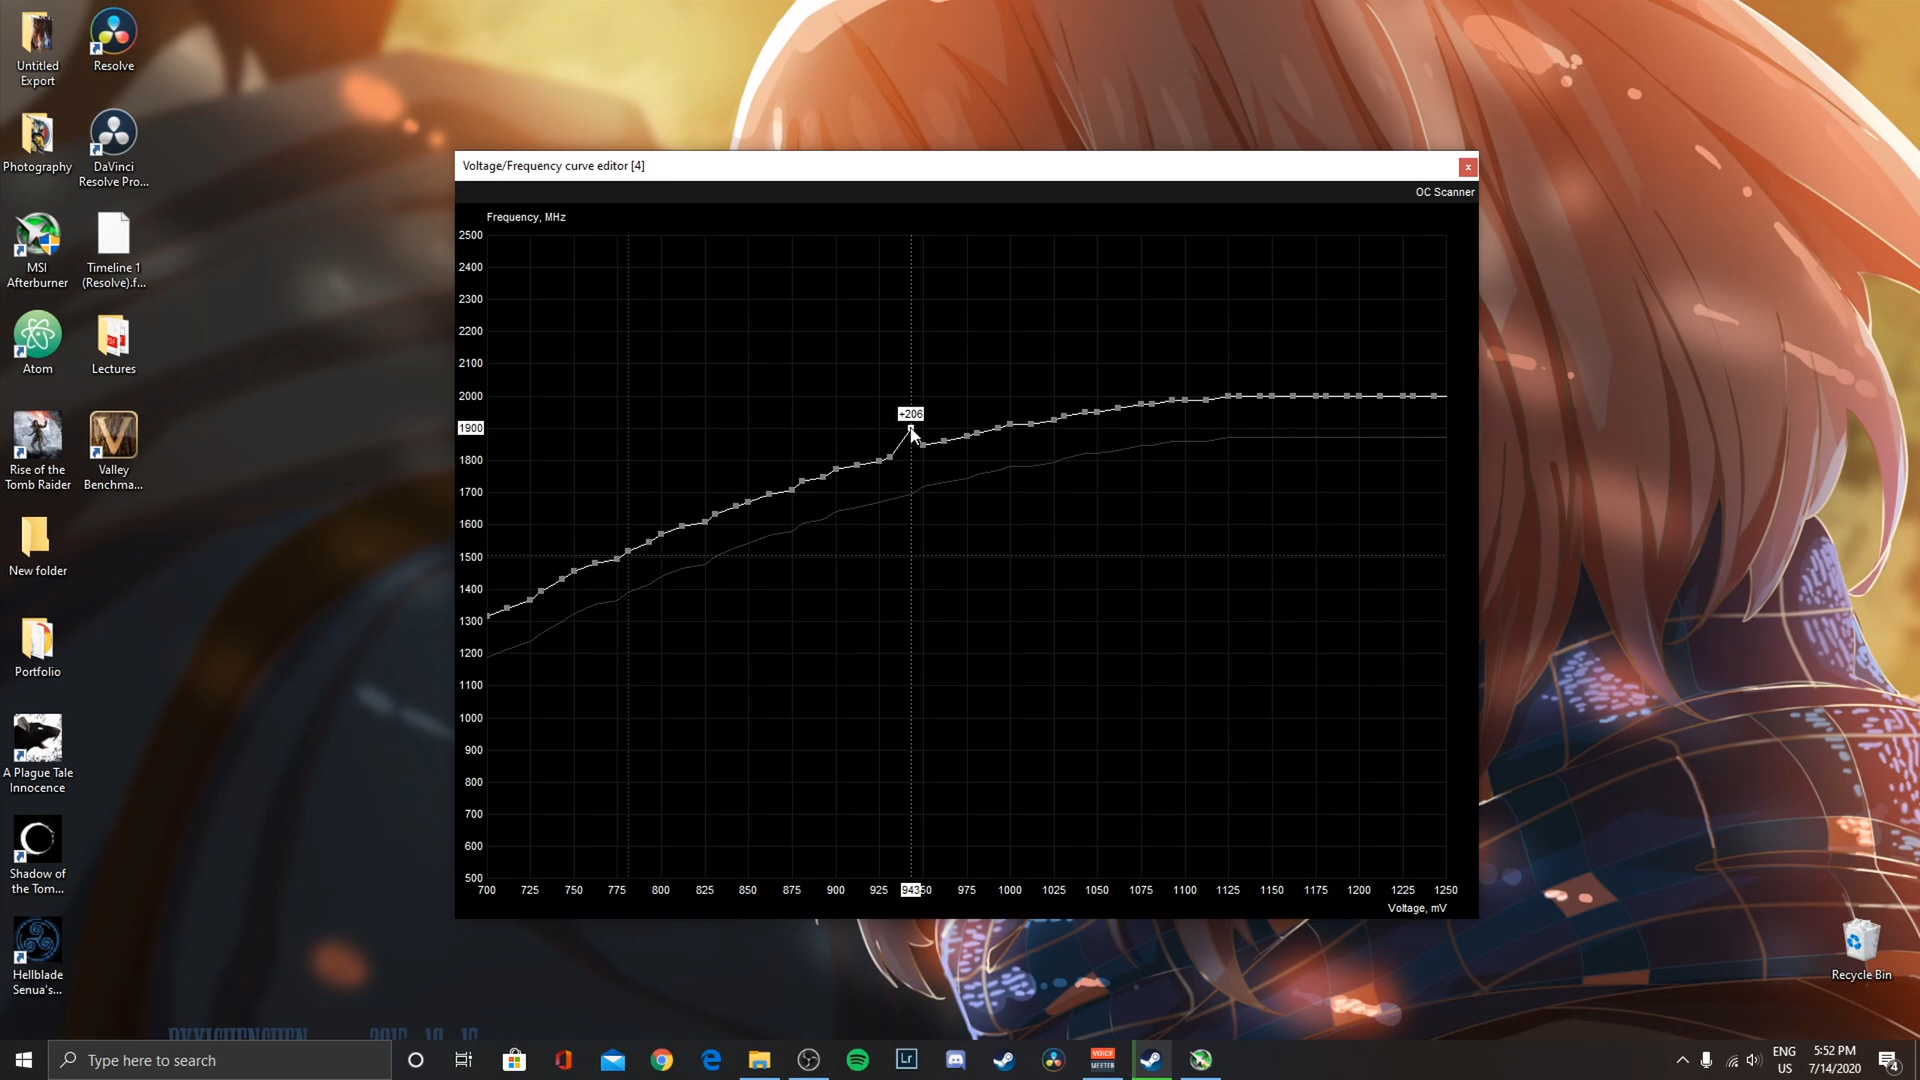 Untitled
Export
Resolve
Photography
DaVinci
Resolve Pro...
MSI
Afterburner
Timeline 1
(Resolve).f...
Atom
Lectures
Rise of the
Tomb Raider
V
Valley
Benchma...
New folder
Portfolio
A Plague Tale
Innocence
Shadow of
the Tom...
Hellblade
Senua's...
Voltage/Frequency curve editor [4]
x
OC Scanner
Frequency, MHz
2500
2400
2300
2200
2100
2000
1900
1800
1700
1600
1500
1400
1300
1200
1100
1000
900
800
700
600
500
+206
700 725 750 775 800 825 850 875 900 925 943 50 975 1000 1025 1050 1075 1100 1125 1150 1175 1200 1225 1250
Voltage, mV
Recycle Bin
Type here to search
Lr
VOICE
MEETER
ENG
US
5:52 PM
7/14/2020
4